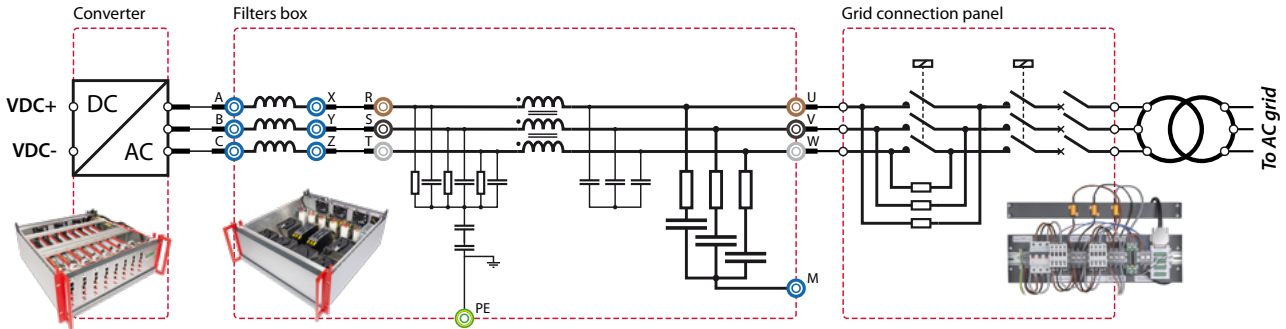 Converter
Filters box
Grid connection panel
VDC+
VDC-
DC
AC
A
B
C
X
Y
Z
R
S
T
U
V
W
M
PE
To AC grid